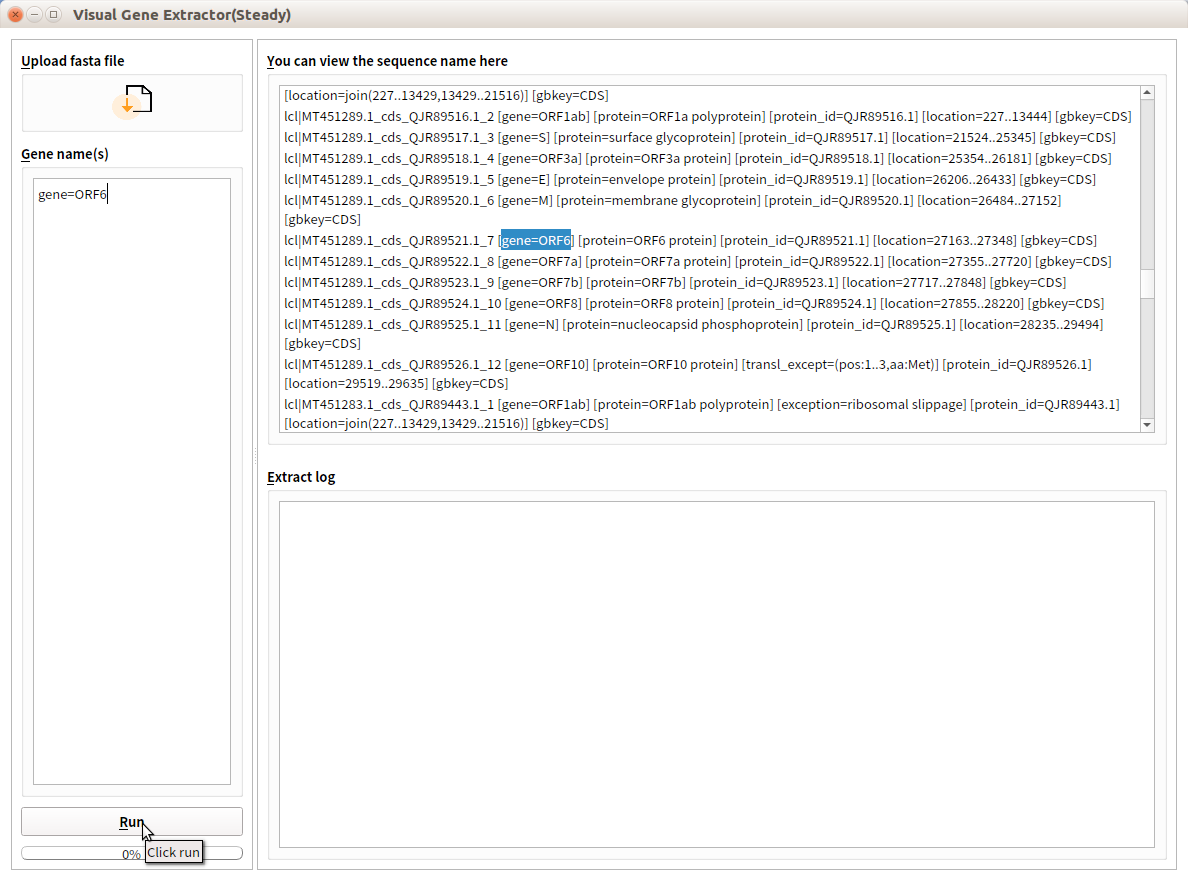 Visual Gene Extractor(Steady)
Upload fasta file
Gene name(s)
gene=ORF6
Run
0%
Click run
You can view the sequence name here
[location=join(227..13429,13429..21516)] [gbkey=CDS]
lcl|MT451289.1_cds_QJR89516.1_2 [gene=ORF1ab] [protein=ORF1a polyprotein] [protein_id=QJR89516.1] [location=227..13444] [gbkey=CDS]
lcl|MT451289.1_cds_QJR89517.1_3 [gene=S] [protein=surface glycoprotein] [protein_id=QJR89517.1] [location=21524..25345] [gbkey=CDS]
lcl|MT451289.1_cds_QJR89518.1_4 [gene=ORF3a] [protein=ORF3a protein] [protein_id=QJR89518.1] [location=25354..26181] [gbkey=CDS]
lcl|MT451289.1_cds_QJR89519.1_5 [gene=E] [protein=envelope protein] [protein_id=QJR89519.1] [location=26206..26433] [gbkey=CDS]
lcl|MT451289.1_cds_QJR89520.1_6 [gene=M] [protein=membrane glycoprotein] [protein_id=QJR89520.1] [location=26484..27152]
[gbkey=CDS]
lcl|MT451289.1_cds_QJR89521.1_7 [gene=ORF6] [protein=ORF6 protein] [protein_id=QJR89521.1] [location=27163..27348] [gbkey=CDS]
lcl|MT451289.1_cds_QJR89522.1_8 [gene=ORF7a] [protein=ORF7a protein] [protein_id=QJR89522.1] [location=27355..27720] [gbkey=CDS]
lcl|MT451289.1_cds_QJR89523.1_9 [gene=ORF7b] [protein=ORF7b] [protein_id=QJR89523.1] [location=27717..27848] [gbkey=CDS]
lcl|MT451289.1_cds_QJR89524.1_10 [gene=ORF8] [protein=ORF8 protein] [protein_id=QJR89524.1] [location=27855..28220] [gbkey=CDS]
lcl|MT451289.1_cds_QJR89525.1_11 [gene=N] [protein=nucleocapsid phosphoprotein] [protein_id=QJR89525.1] [location=28235..29494]
[gbkey=CDS]
lcl|MT451289.1_cds_QJR89526.1_12 [gene=ORF10] [protein=ORF10 protein] [transl_except=(pos:1..3,aa:Met)] [protein_id=QJR89526.1]
[location=29519..29635] [gbkey=CDS]
lcl|MT451283.1_cds_QJR89443.1_1 [gene=ORF1ab] [protein=ORF1ab polyprotein] [exception=ribosomal slippage] [protein_id=QJR89443.1]
[location=join(227..13429,13429..21516)] [gbkey=CDS]
Extract log